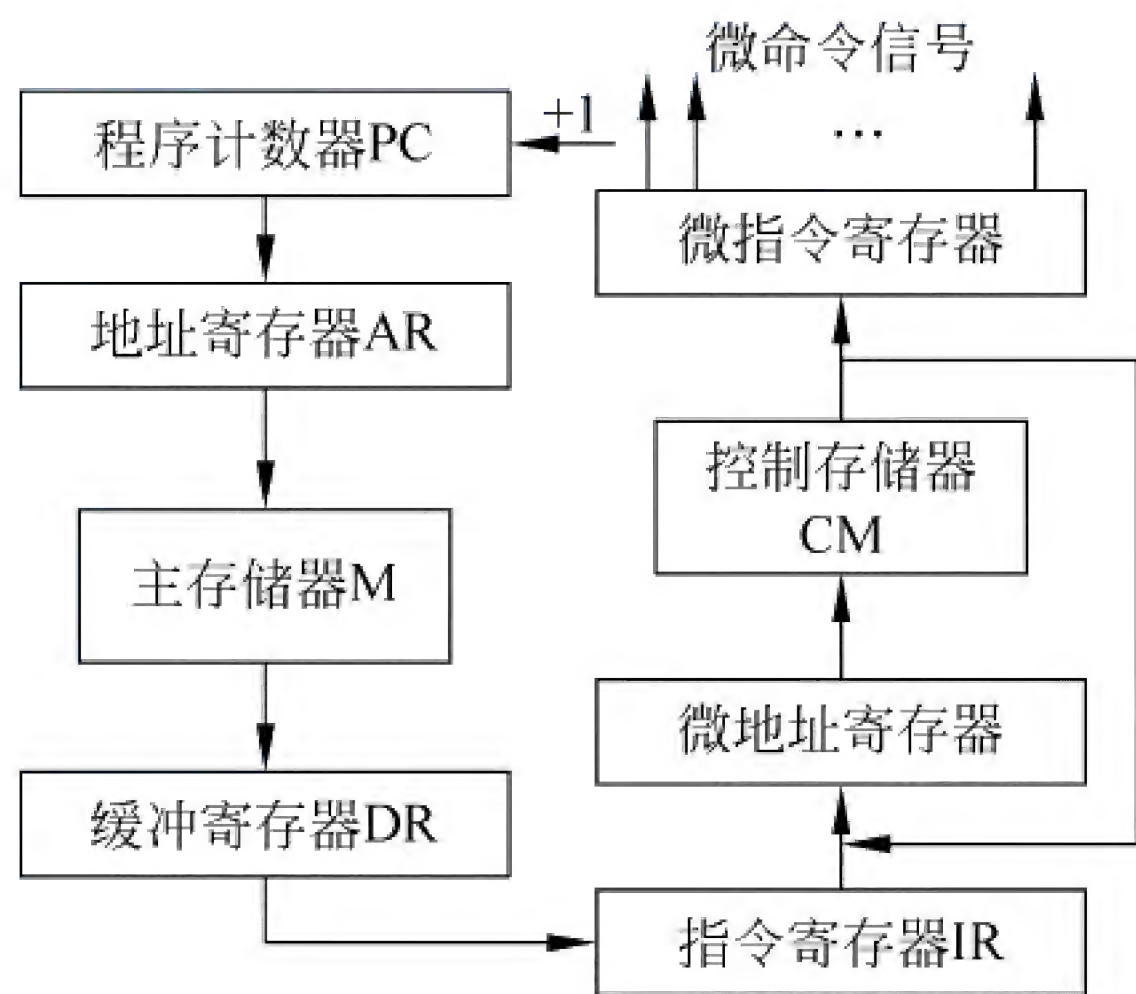 微命令信号
程序计数器PC
+1
...
微指令寄存器
地址寄存器AR
控制存储器
CM
主存储器M
微地址寄存器
缓冲寄存器DR
指令寄存器IR